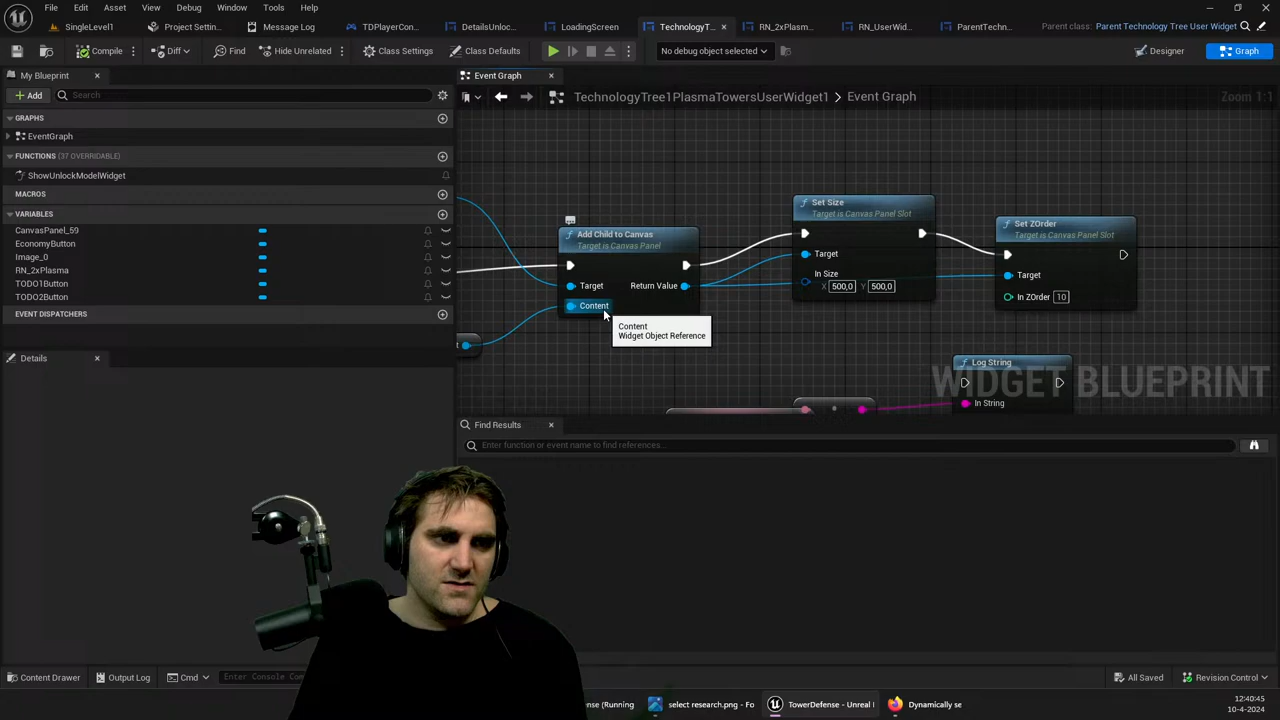 File Edit Asset View Debug Window Tools Help
SingleLevel1 Project Settin... Message Log TDPlayerCon... DetailsUnloc... LoadingScreen TechnologyT... RN_2xPlasm... RN_UserWid... ParentTechn... Parent class: Parent Technology Tree User Widget
Compile Diff Find Hide Unrelated Class Settings Class Defaults No debug object selected Designer Graph
My Blueprint
Event Graph
Add Search
TechnologyTree1PlasmaTowersUserWidget1 > Event Graph Zoom 1:1
GRAPHS
EventGraph
FUNCTIONS (37 OVERRIDABLE)
ShowUnlockModelWidget
MACROS
VARIABLES
CanvasPanel_59
EconomyButton
Image_0
RN_2xPlasma
TODO1Button
TODO2Button
EVENT DISPATCHERS
Details
Add Child to Canvas
Target is Canvas Panel
Target Return Value
Content
Content
Widget Object Reference
Set Size
Target is Canvas Panel Slot
Target
In Size
X 500,0 Y 500,0
Set ZOrder
Target is Canvas Panel Slot
Target
In ZOrder 10
Log String
In String
WIDGET BLUEPRINT
Find Results
Enter function or event name to find references...
Content Drawer Output Log Cmd Enter Console Com All Saved Revision Control
ense (Running select research.png - Fo TowerDefense - Unreal Dynamically se
12:40:45
10-4-2024